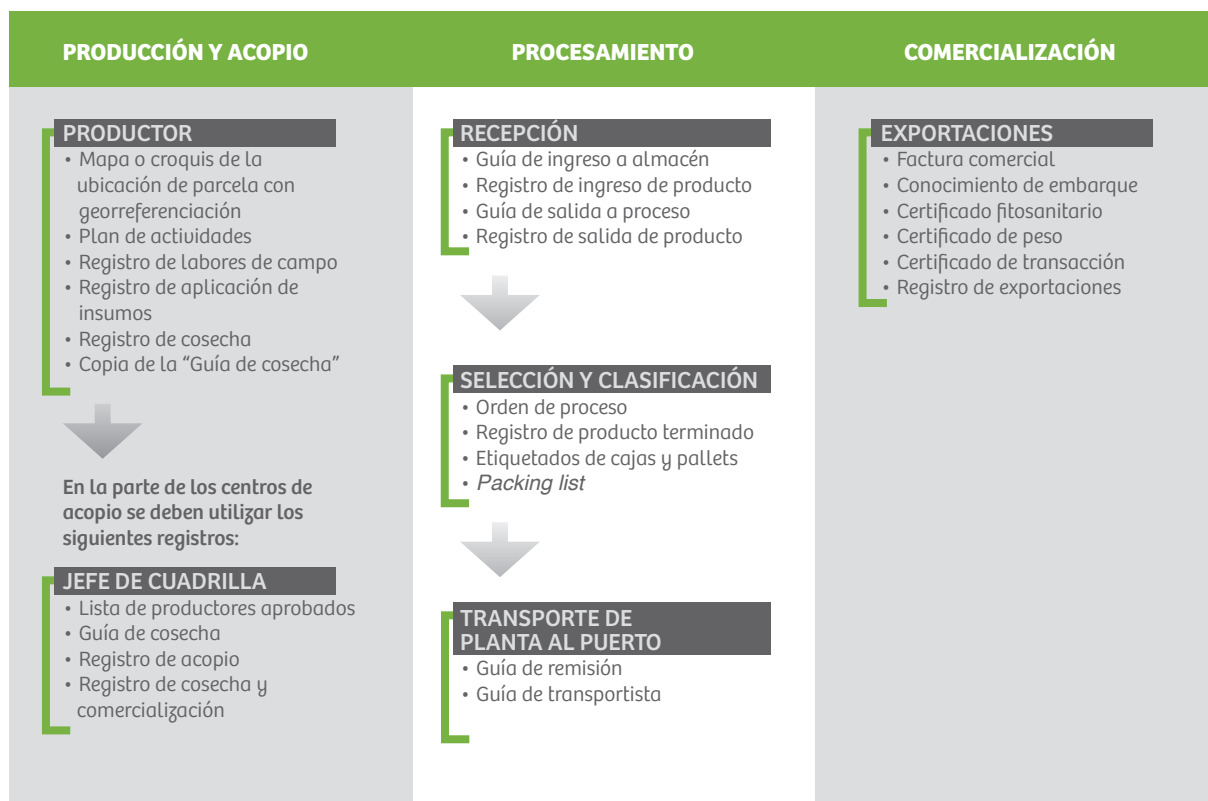 PRODUCCIÓN Y ACOPIO
PRODUCTOR
• Mapa o croquis de la
ubicación de parcela con
georreferenciación
• Plan de actividades
• Registro de labores de campo
• Registro de aplicación de
insumos
• Registro de cosecha
• Copia de la “Guía de cosecha”
En la parte de los centros de
acopio se deben utilizar los
siguientes registros:
JEFE DE CUADRILLA
• Lista de productores aprobados
• Guía de cosecha
• Registro de acopio
• Registro de cosecha y
comercialización
PROCESAMIENTO
RECEPCIÓN
• Guía de ingreso a almacén
• Registro de ingreso de producto
• Guía de salida a proceso
• Registro de salida de producto
SELECCIÓN Y CLASIFICACIÓN
• Orden de proceso
• Registro de producto terminado
• Etiquetados de cajas y pallets
• Packing list
TRANSPORTE DE
PLANTA AL PUERTO
• Guía de remisión
• Guía de transportista
COMERCIALIZACIÓN
EXPORTACIONES
• Factura comercial
• Conocimiento de embarque
• Certificado fitosanitario
• Certificado de peso
• Certificado de transacción
• Registro de exportaciones